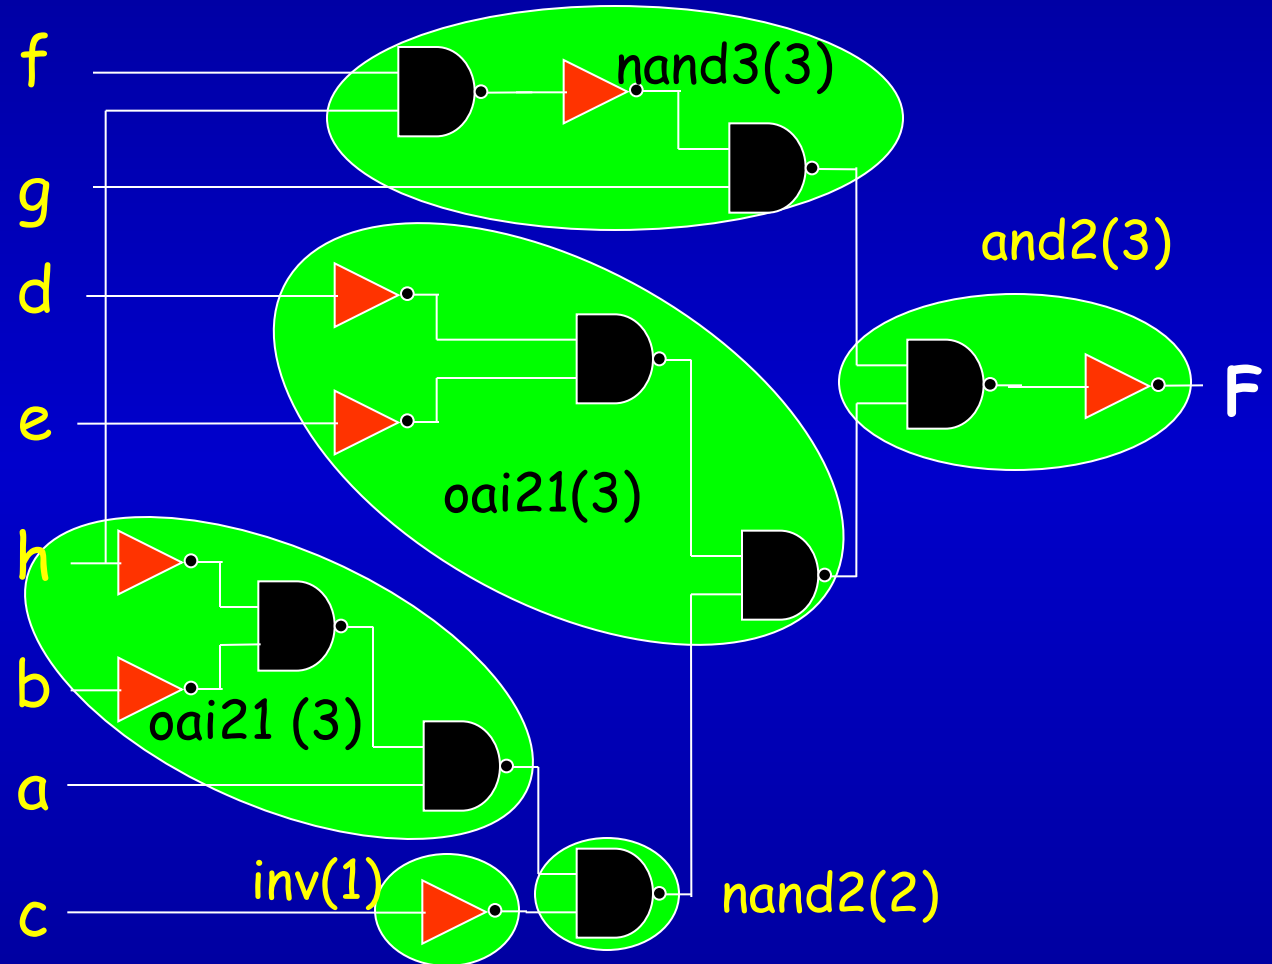 f
nand3(3)
g
and2(3)
d
F
e
oai21(3)
h
b
oai21 (3)
a
inv(1)
nand2(2)
c